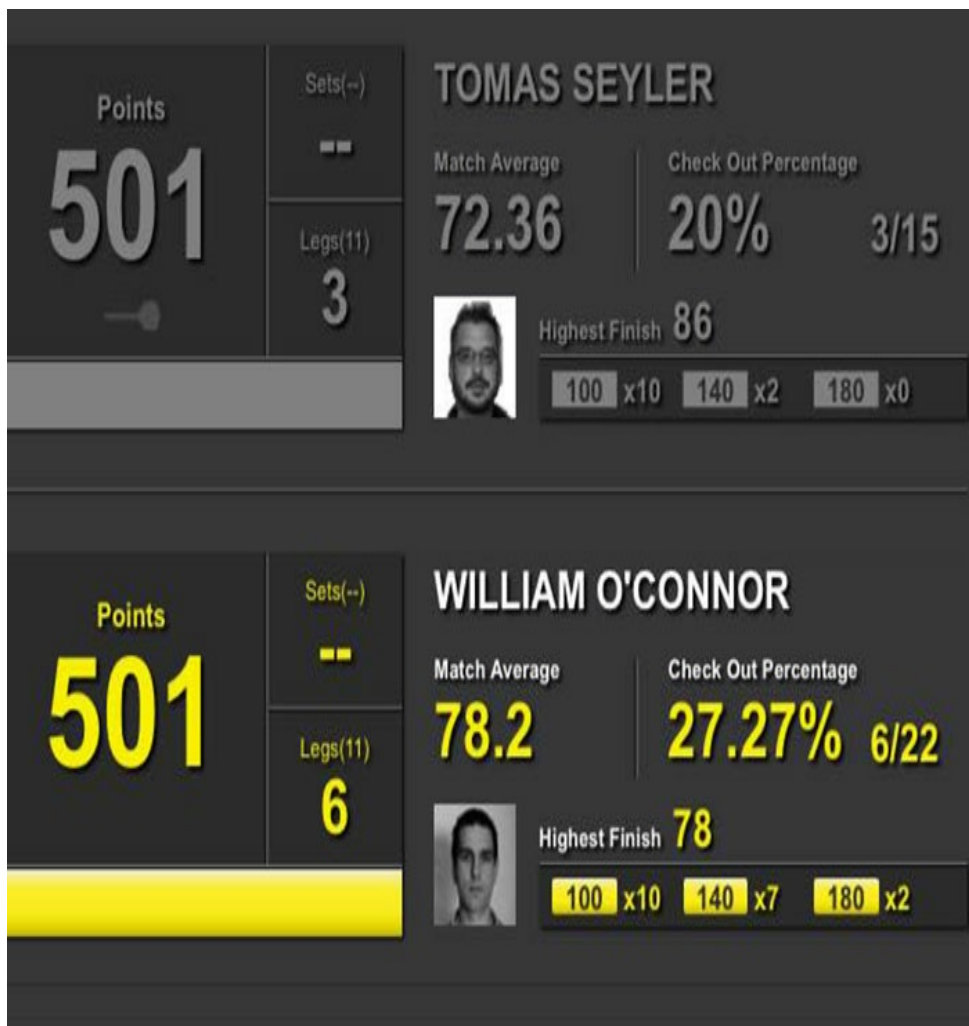 Points
501
Sets(--)
--
Legs(11)
3
TOMAS SEYLER
Match Average
72.36
Check Out Percentage
20% 3/15
Highest Finish 86
100 x10 140 x2 180 x0
Points
501
Sets(--)
--
Legs(11)
6
WILLIAM O'CONNOR
Match Average
78.2
Check Out Percentage
27.27% 6/22
Highest Finish 78
100 x10 140 x7 180 x2